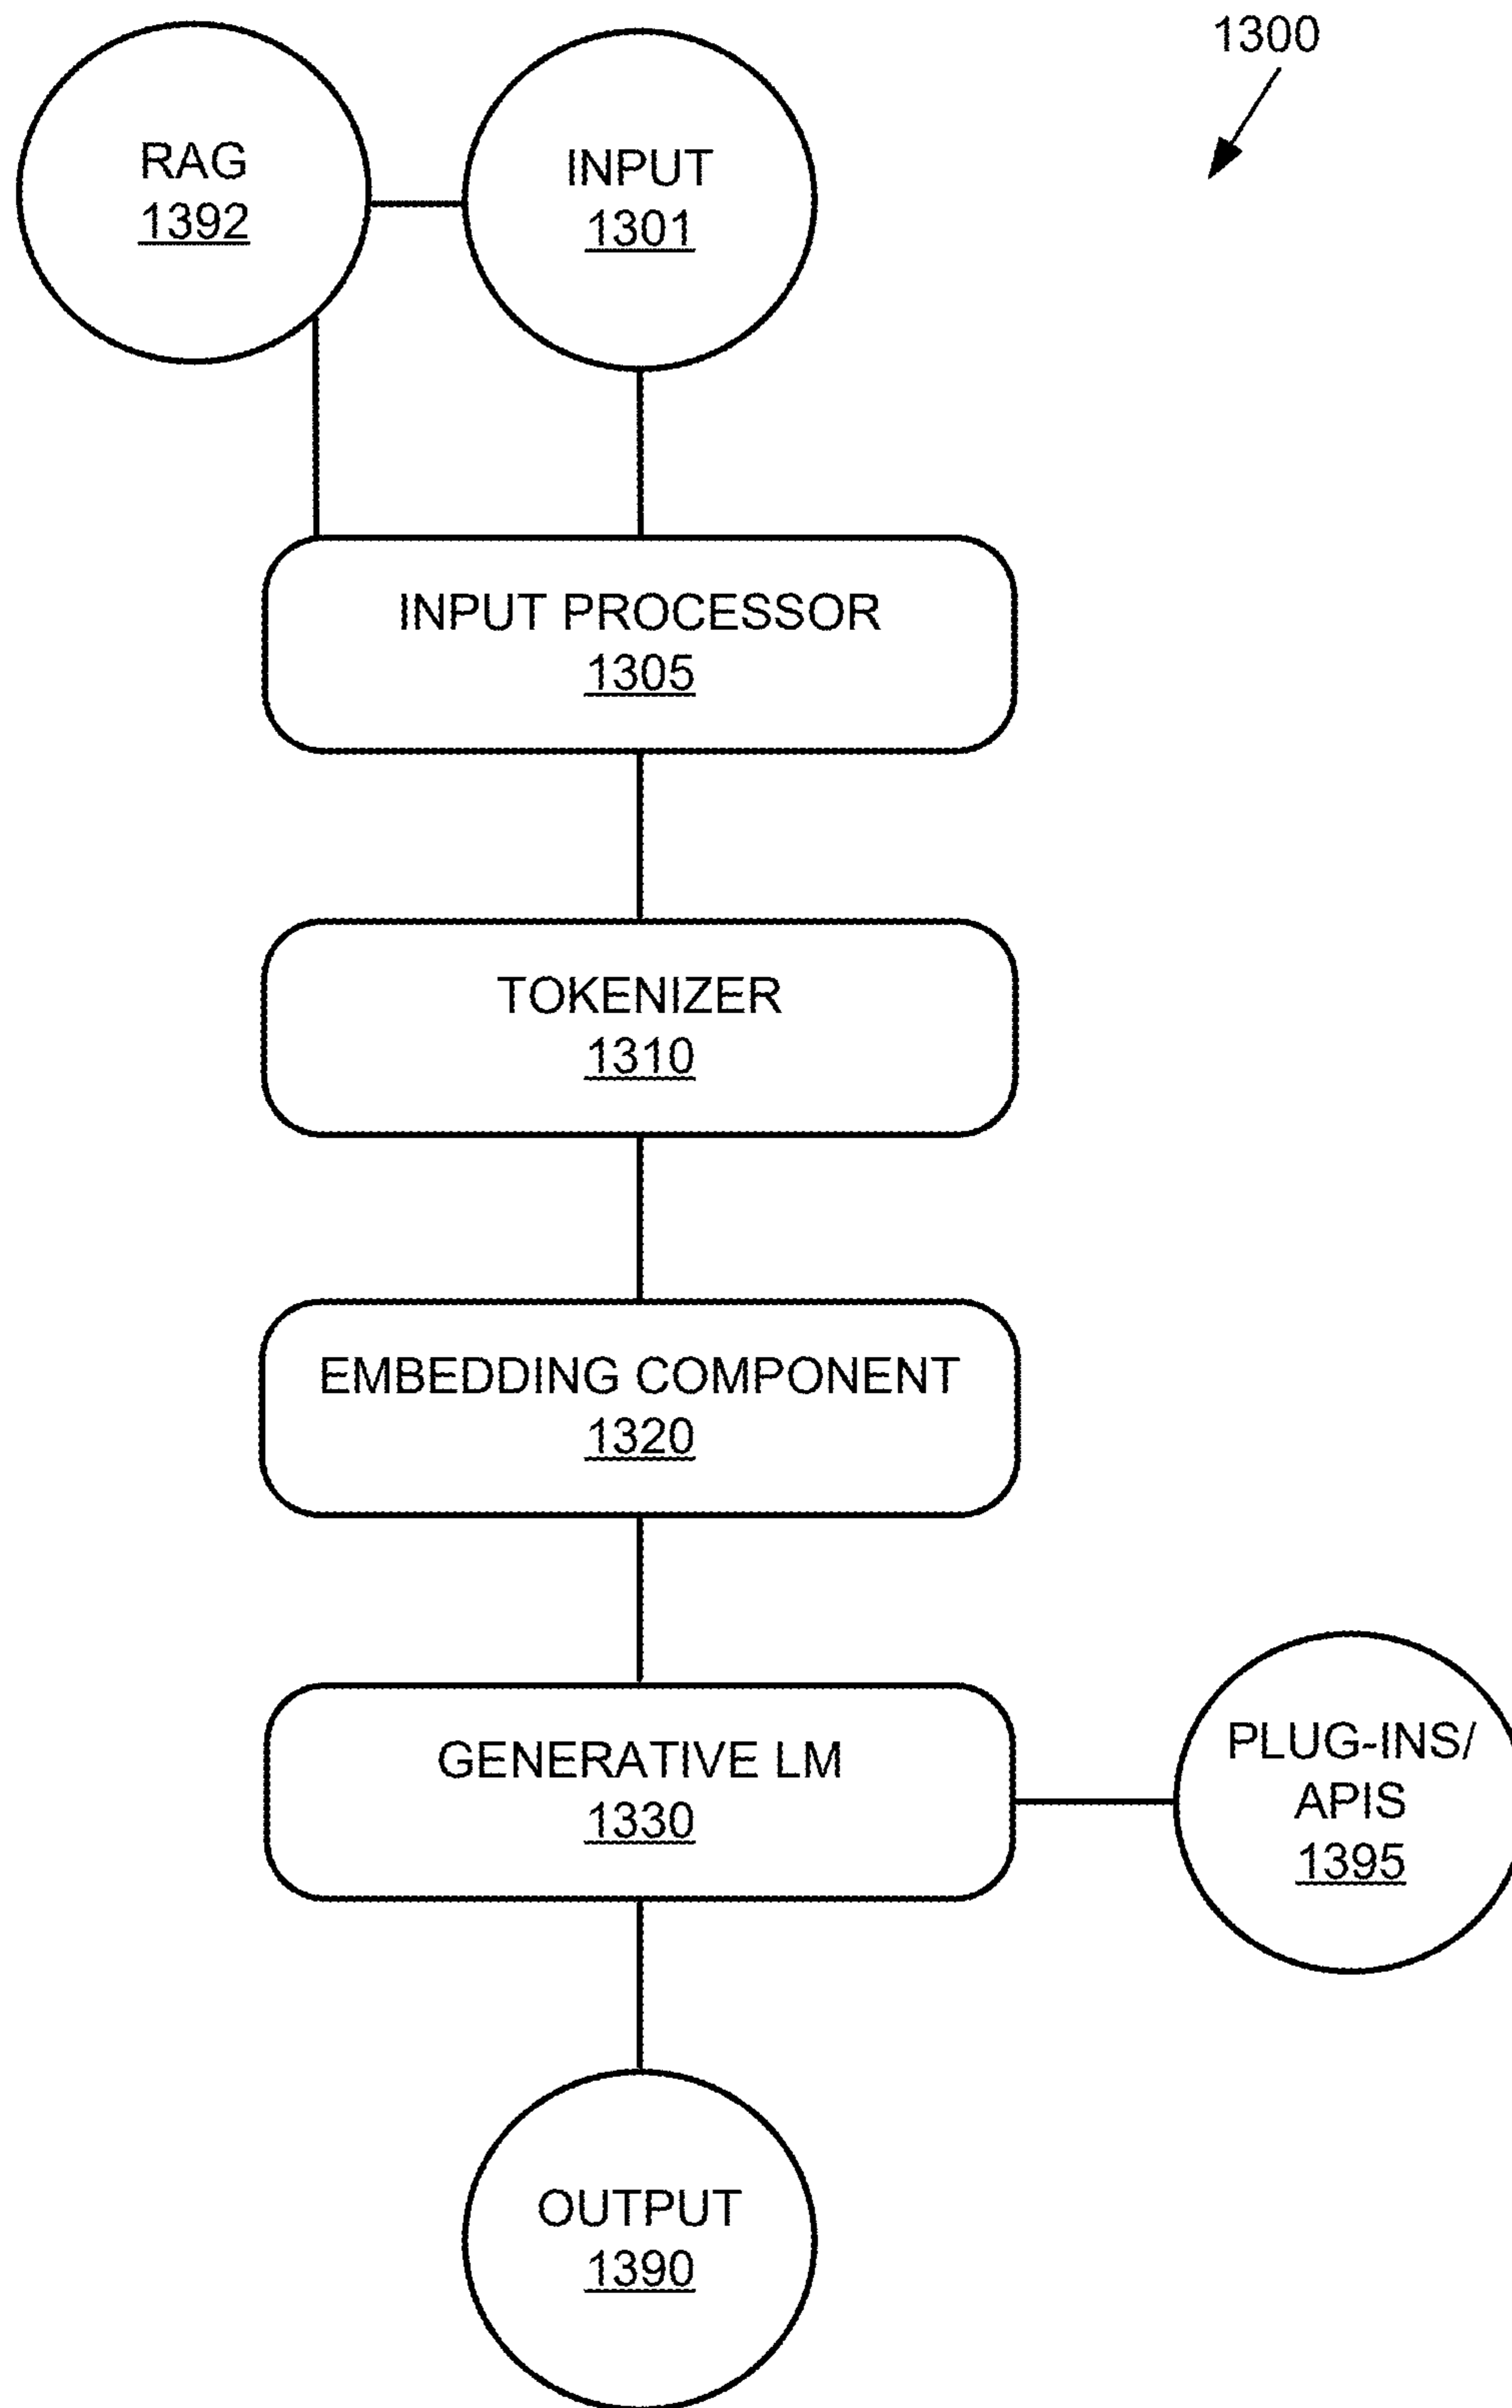 1300
RAG
1392
INPUT
1301
INPUT PROCESSOR
1305
TOKENIZER
1310
EMBEDDING COMPONENT
1320
GENERATIVE LM
1330
PLUG-INS/
APIS
1395
OUTPUT
1390